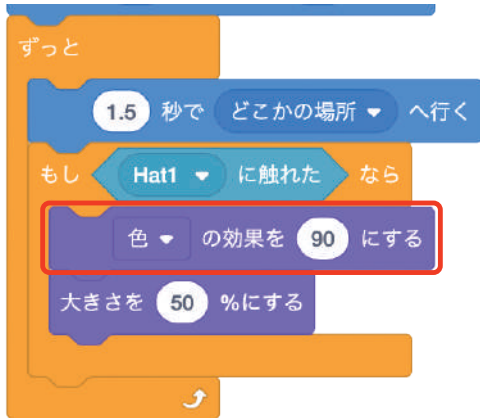 ずっと
1.5 秒で どこかの場所 へ行く
もし Hat1 に触れた なら
色 の効果を 90 にする
大きさを 50 %にする